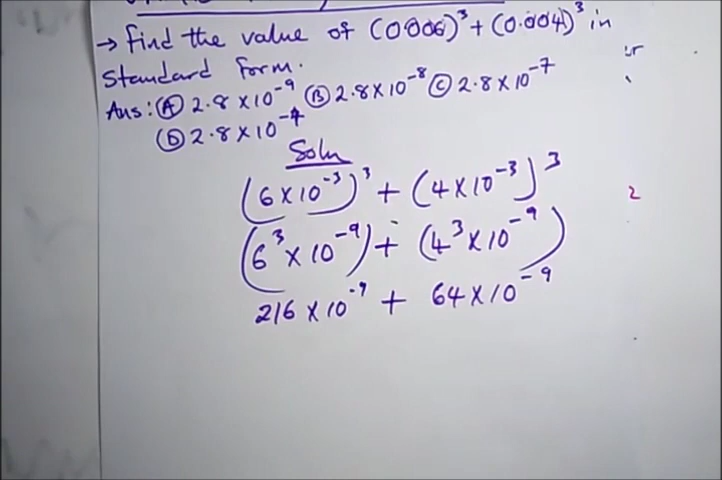 → Find the value of (0.006)³ + (0.004)³ in
Standard Form.
Ans: Ⓐ 2.8 × 10⁻⁹ Ⓑ 2.8 × 10⁻⁸ Ⓒ 2.8 × 10⁻⁷
Ⓓ 2.8 × 10⁻⁴
Soln
(6 × 10⁻³)³ + (4 × 10⁻³)³
(6³ × 10⁻⁹) + (4³ × 10⁻⁹)
216 × 10⁻⁹ + 64 × 10⁻⁹
2